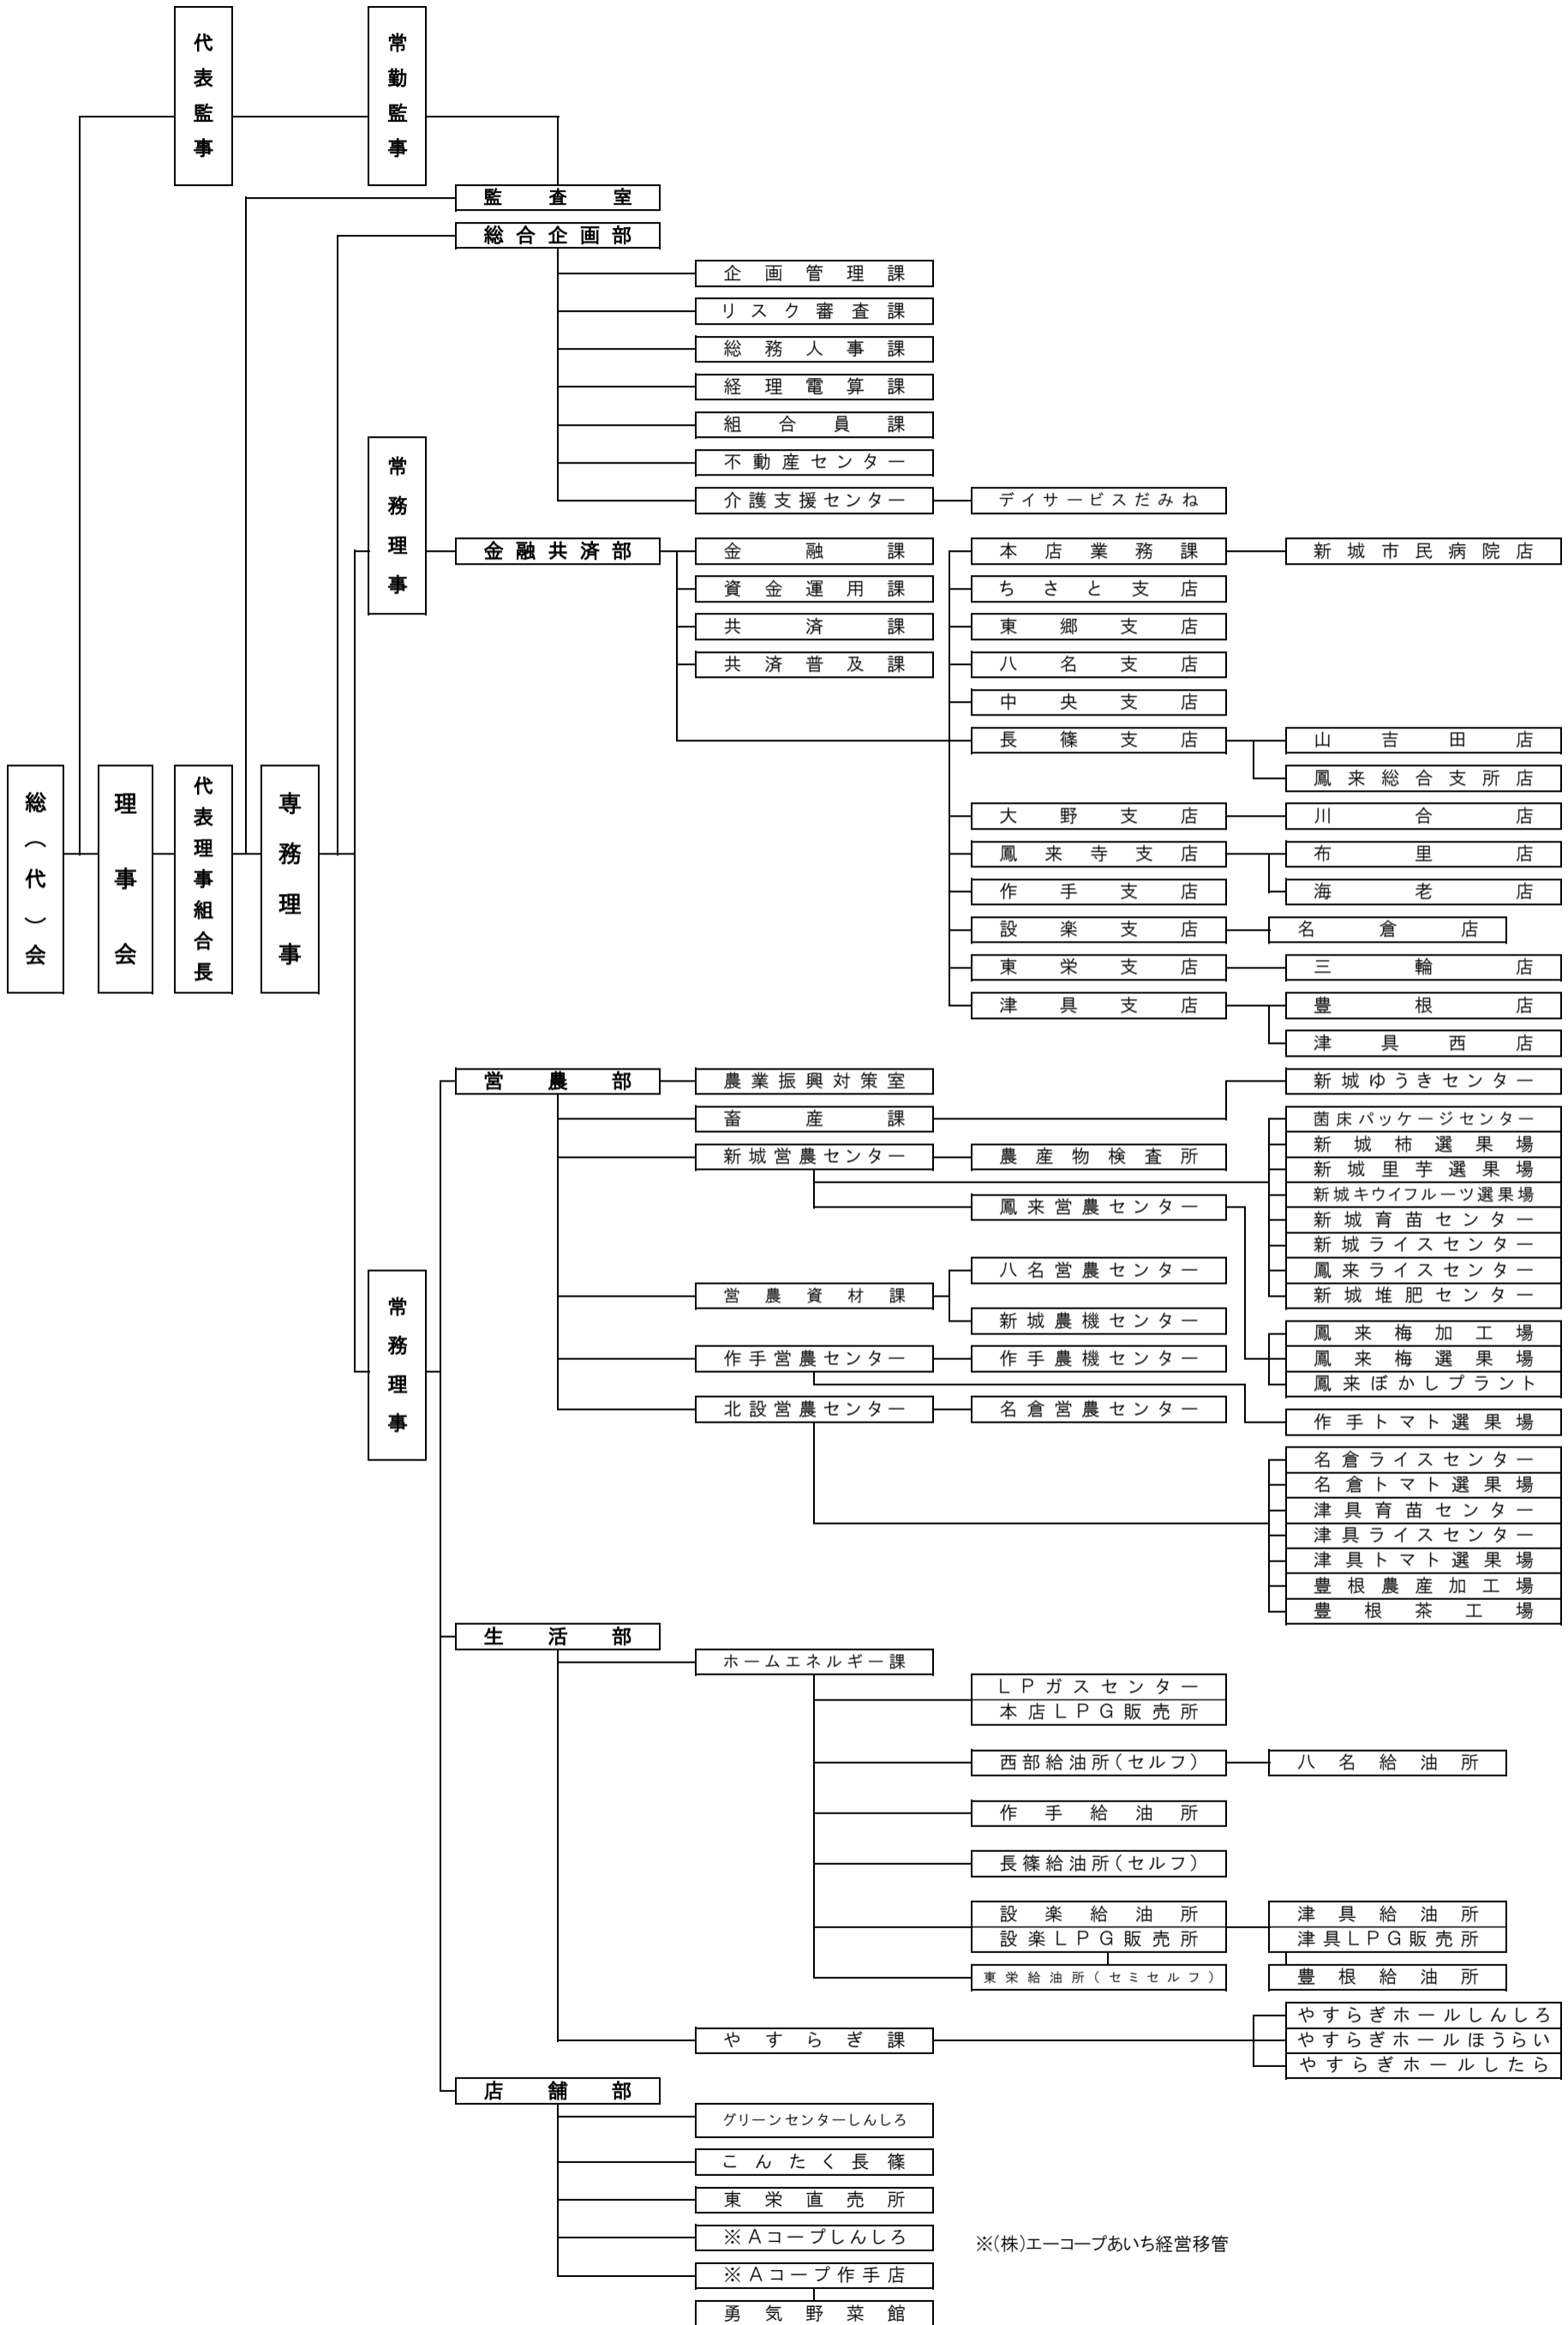 代表監事
常勤監事
監査室
総合企画部
企画管理課
リスク審査課
総務人事課
経理電算課
組合員課
不動産センター
介護支援センター
デイサービスだみね
常務理事
金融共済部
金融課
本店業務課
新城市民病院店
資金運用課
ちさと支店
共済課
東郷支店
共済普及課
八名支店
中央支店
長篠支店
山吉田店
鳳来総合支所店
総（代）会
理事会
代表理事組合長
専務理事
大野支店
川合店
鳳来寺支店
布里店
作手支店
海老店
設楽支店
名倉店
東栄支店
三輪店
津具支店
豊根店
津具西店
営農部
農業振興対策室
新城ゆうきセンター
畜産課
菌床パッケージセンター
新城柿選果場
新城営農センター
農産物検査所
新城里芋選果場
新城キウイフルーツ選果場
鳳来営農センター
新城育苗センター
新城ライスセンター
八名営農センター
鳳来ライスセンター
営農資材課
新城堆肥センター
新城農機センター
鳳来梅加工場
作手営農センター
作手農機センター
鳳来梅選果場
鳳来ぼかしプラント
常務理事
北設営農センター
名倉営農センター
作手トマト選果場
名倉ライスセンター
名倉トマト選果場
津具育苗センター
津具ライスセンター
津具トマト選果場
豊根農産加工場
豊根茶工場
生活部
ホームエネルギー課
LPガスセンター
本店LPG販売所
西部給油所（セルフ）
八名給油所
作手給油所
長篠給油所（セルフ）
設楽給油所
津具給油所
設楽LPG販売所
津具LPG販売所
東栄給油所（セミセルフ）
豊根給油所
やすらぎホールしんしろ
やすらぎ課
やすらぎホールほうらい
やすらぎホールしたら
店舗部
グリーンセンターしんしろ
こんたく長篠
東栄直売所
※Aコープしんしろ
※(株)エーコープあいち経営移管
※Aコープ作手店
勇気野菜館